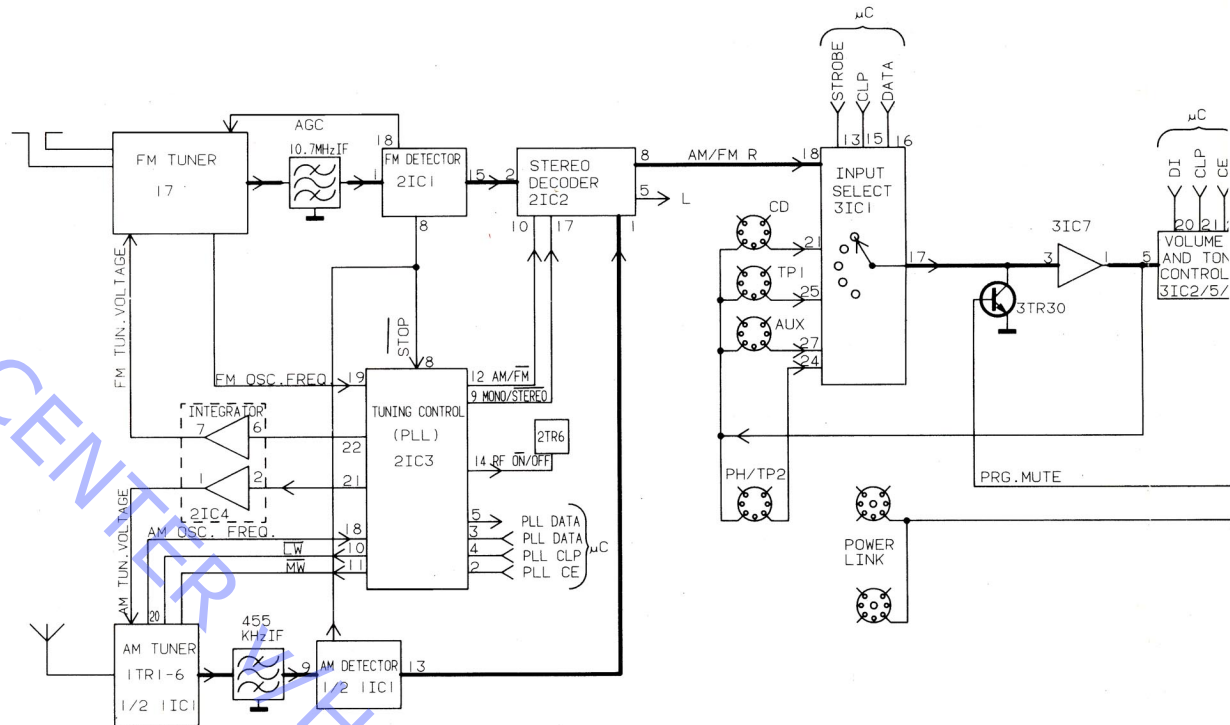 μC
STROBE
CLP
DATA
μC
DI
CLP
CE
AGC
18
13
15
16
20
21
FM TUNER
17
10.7MHzIF
1
FM DETECTOR
2IC1
15
2
STEREO
DECODER
2IC2
8
AM/FM R
18
INPUT
SELECT
3IC1
5
L
8
10
17
1
CD
21
TP1
25
AUX
27
24
17
3IC7
3
1
5
VOLUME
AND TON
CONTROL
3IC2/5/
3TR30
FM TUN.VOLTAGE
STOP
8
FM OSC.FREQ.
19
12 AM/FM
9 MONO/STEREO
TUNING CONTROL
(PLL)
2IC3
INTEGRATOR
7
6
22
2TR6
14 RF ON/OFF
1
2
21
2IC4
PH/TP2
PRG.MUTE
AM TUN.VOLTAGE
AM OSC. FREQ.
18
LW
10
MW
11
5
PLL DATA
3
PLL DATA
4
PLL CLP
2
PLL CE
μC
POWER
LINK
20
AM TUNER
1TR1-6
1/2 1IC1
455
KHzIF
9
AM DETECTOR
1/2 1IC1
13
CENTER